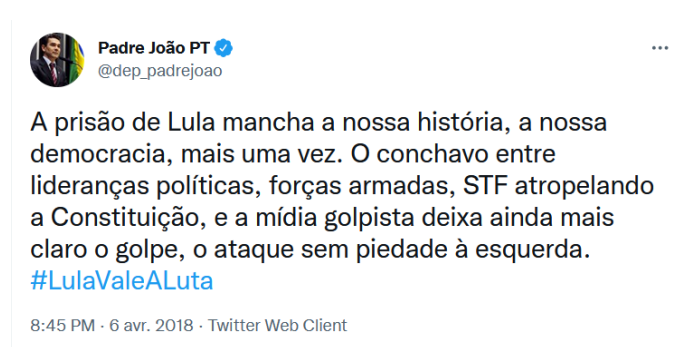 Padre João PT
@dep_padrejoao
A prisão de Lula mancha a nossa história, a nossa
democracia, mais uma vez. O conchavo entre
lideranças políticas, forças armadas, STF atropelando
a Constituição, e a mídia golpista deixa ainda mais
claro o golpe, o ataque sem piedade à esquerda.
#LulaValeALuta
8:45 PM · 6 avr. 2018 · Twitter Web Client